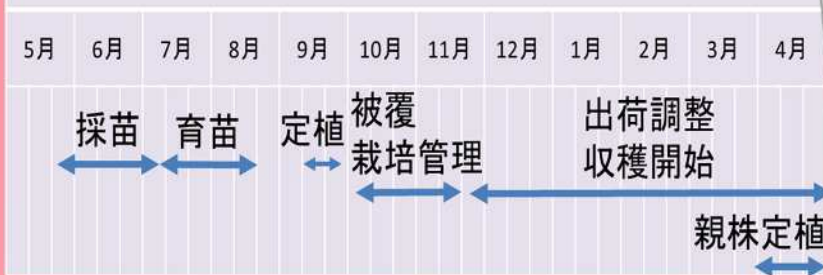 5月 6月 7月 8月 9月 10月 11月 12月 1月 2月 3月 4月
採苗 育苗 定植 被覆 出荷調整
栽培管理 収穫開始
親株定植